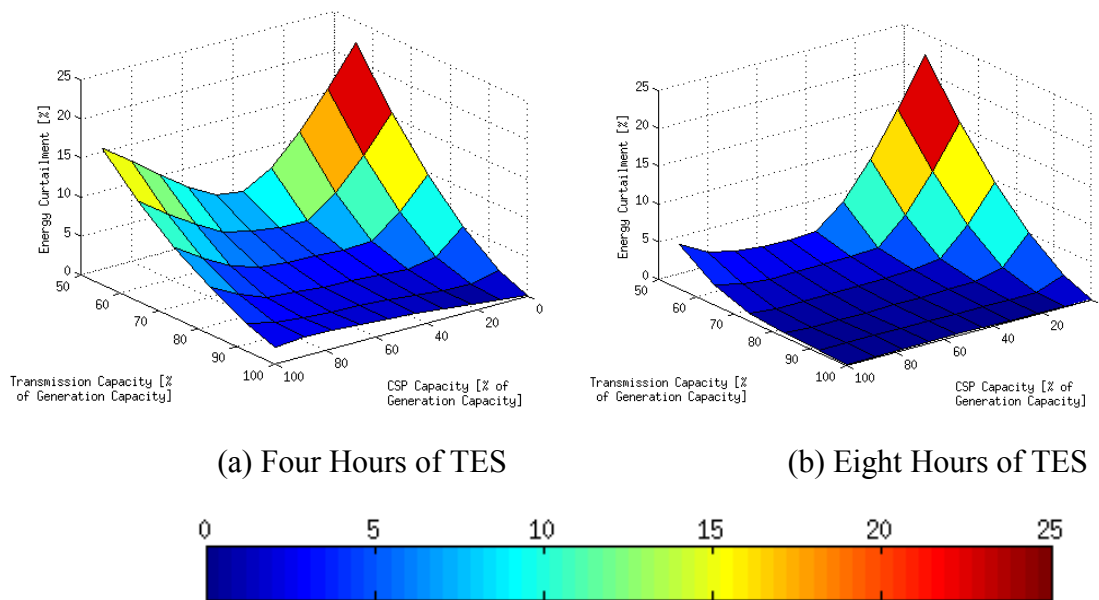 25
20
15
10
5
0
Energy Curtailment [%]
50
60
70
80
90
100
Transmission Capacity [%
of Generation Capacity]
100
80
60
40
20
0
CSP Capacity [% of
Generation Capacity]
25
20
15
10
5
0
Energy Curtailment [%]
50
60
70
80
90
100
Transmission Capacity [%
of Generation Capacity]
100
80
60
40
20
CSP Capacity [% of
Generation Capacity]
(a) Four Hours of TES
(b) Eight Hours of TES
0 5 10 15 20 25